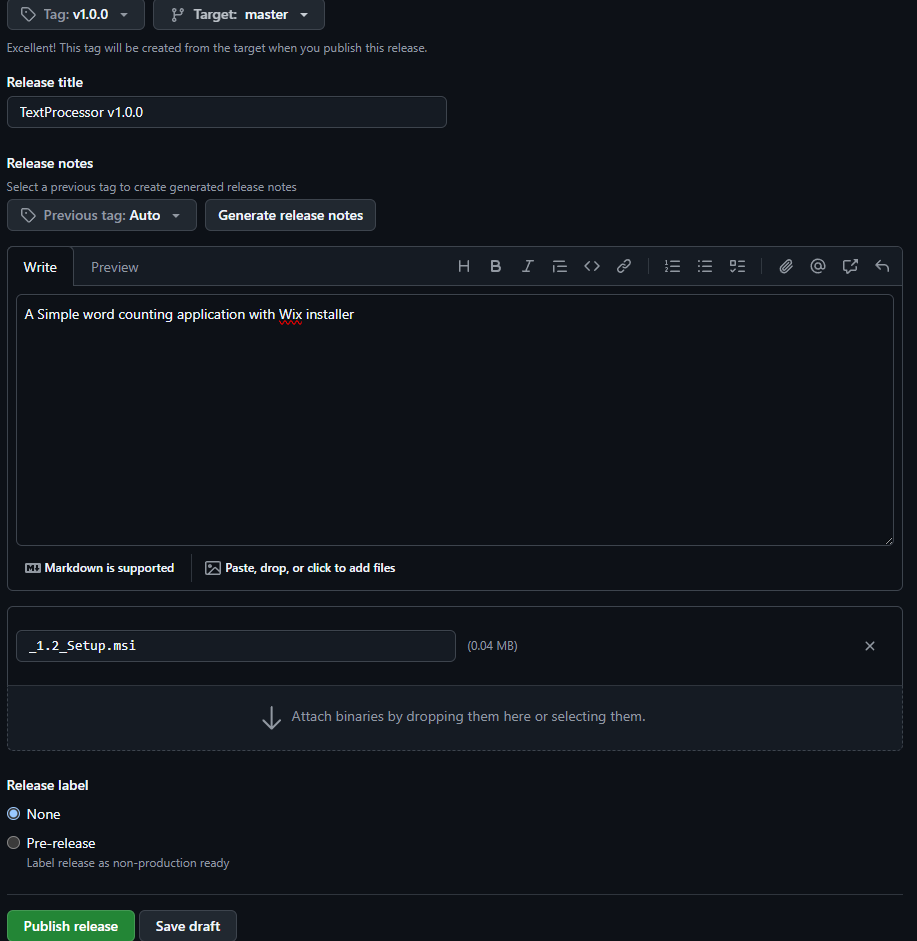 Tag: v1.0.0 Target: master
Excellent! This tag will be created from the target when you publish this release.
Release title
TextProcessor v1.0.0
Release notes
Select a previous tag to create generated release notes
Previous tag: Auto Generate release notes
Write Preview H B I
A Simple word counting application with Wix installer
Markdown is supported Paste, drop, or click to add files
_1.2_Setup.msi (0.04 MB)
Attach binaries by dropping them here or selecting them.
Release label
None
Pre-release
Label release as non-production ready
Publish release Save draft